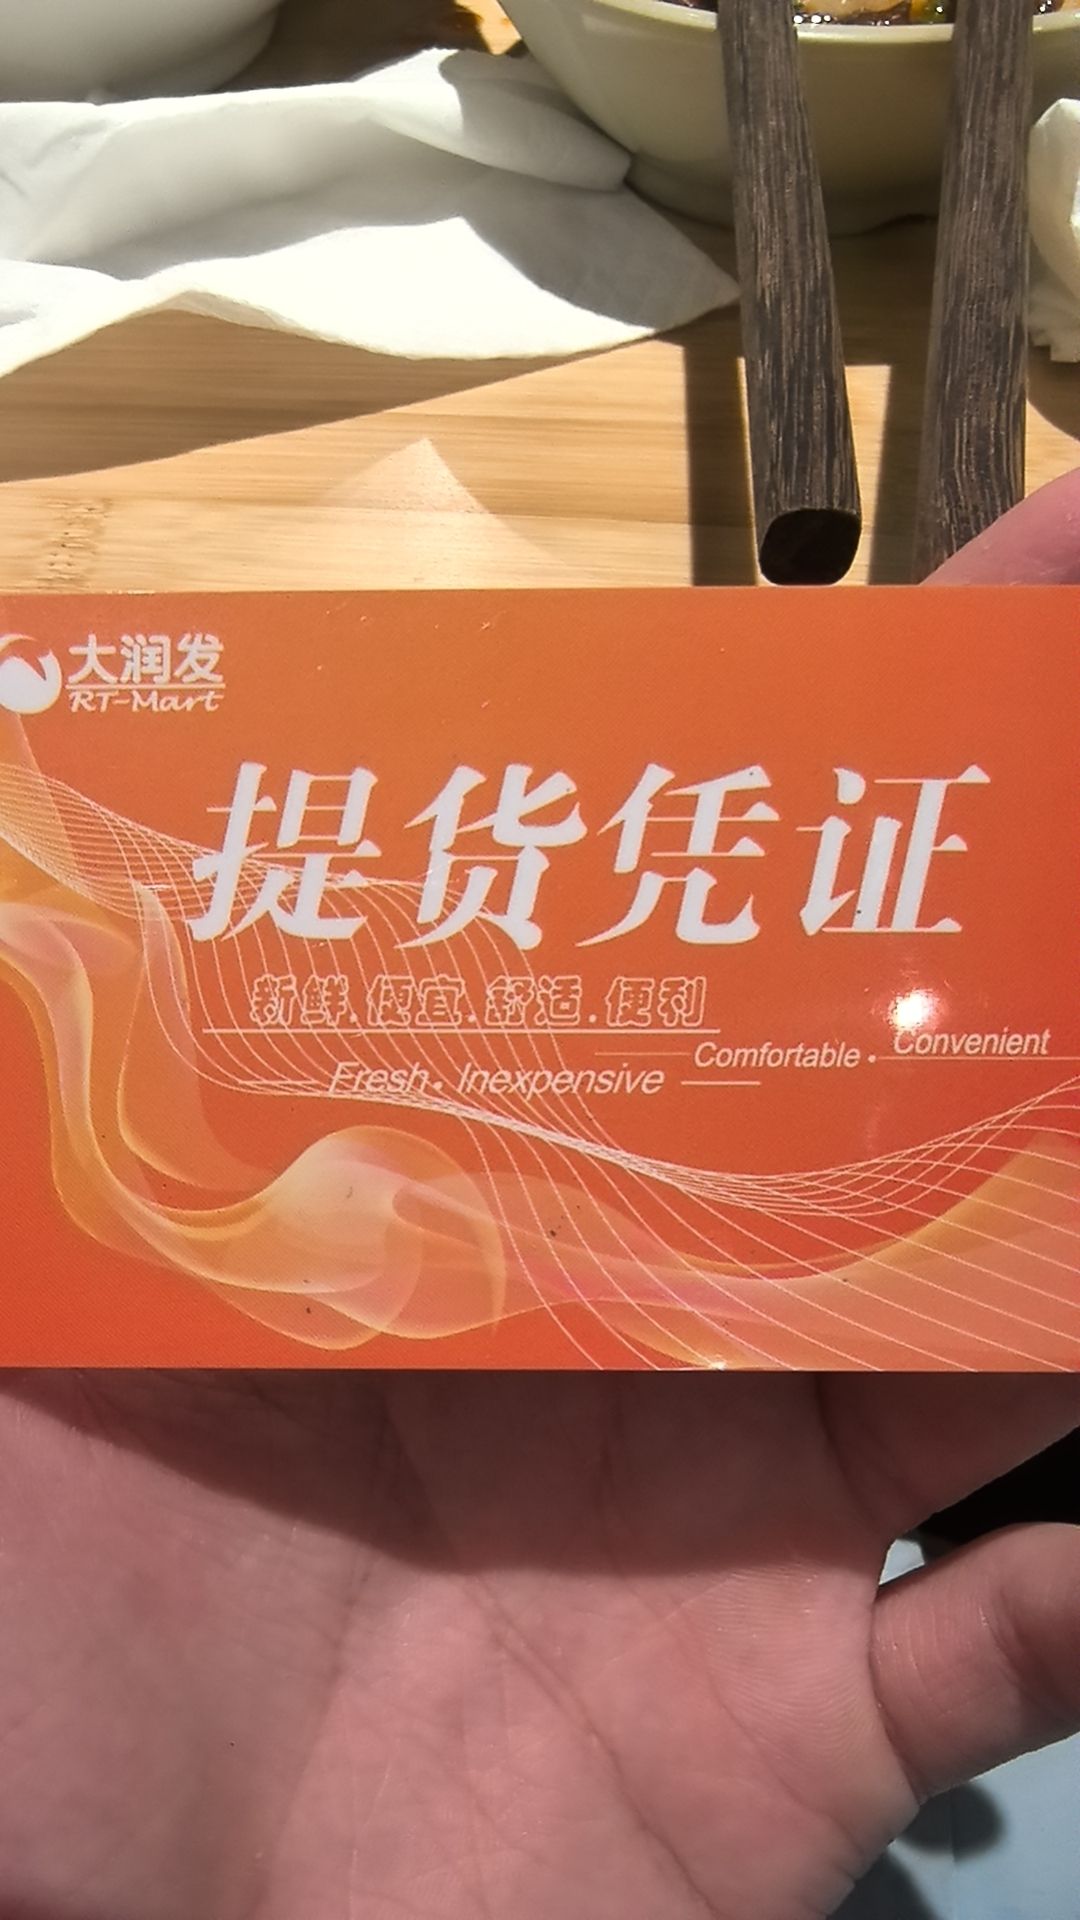 大润发
RT-Mart
提货凭证
新鲜.便宜.舒适.便利
Fresh • Inexpensive
Comfortable • Convenient